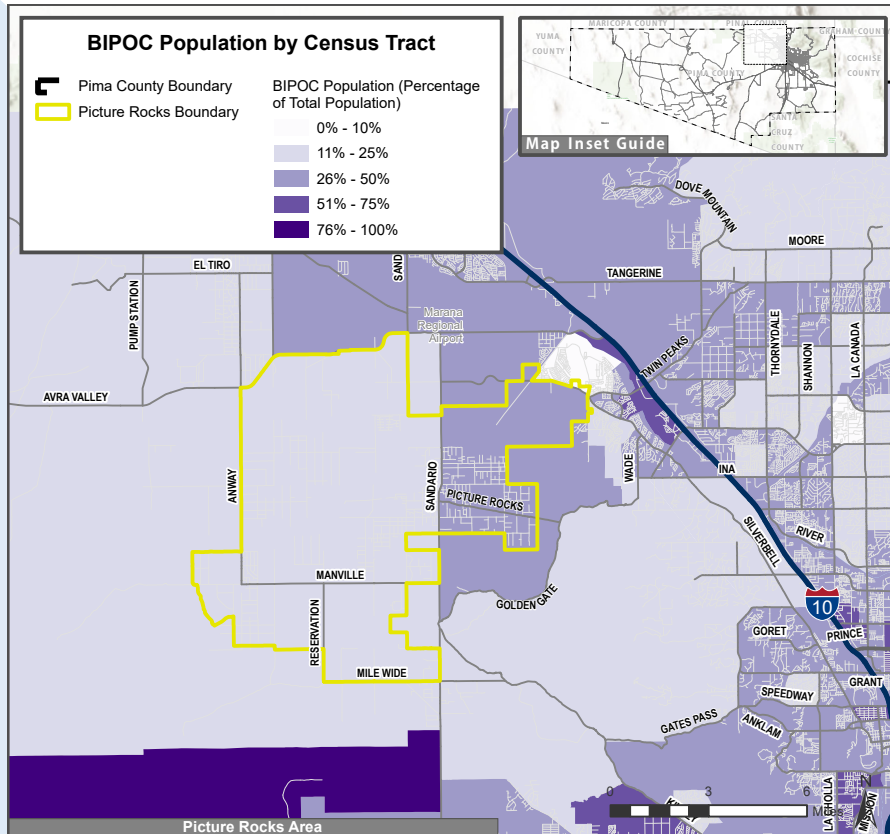 BIPOC Population by Census Tract
Pima County Boundary
Picture Rocks Boundary
BIPOC Population (Percentage
of Total Population)
0% - 10%
11% - 25%
26% - 50%
51% - 75%
76% - 100%
MARICOPA COUNTY
YUMA
COUNTY
GRAHAM COUNTY
COCHISE
COUNTY
PIMA COUNTY
SANTA
CRUZ
COUNTY
Map Inset Guide
DOVE MOUNTAIN
MOORE
EL TIRO
SAND
TANGERINE
PUMP STATION
Marana
Regional
Airport
TWIN PEAKS
THORNYDALE
SHANNON
LA CANADA
AVRA VALLEY
ANWAY
SANDARIO
PICTURE ROCKS
WADE
INA
SILVERBELL
RIVER
MANVILLE
GOLDEN GATE
RESERVATION
10
GORET
PRINCE
MILE WIDE
GRANT
SPEEDWAY
GATES PASS
ANKLAM
0 3 6
Miles
N
MISSION
Picture Rocks Area